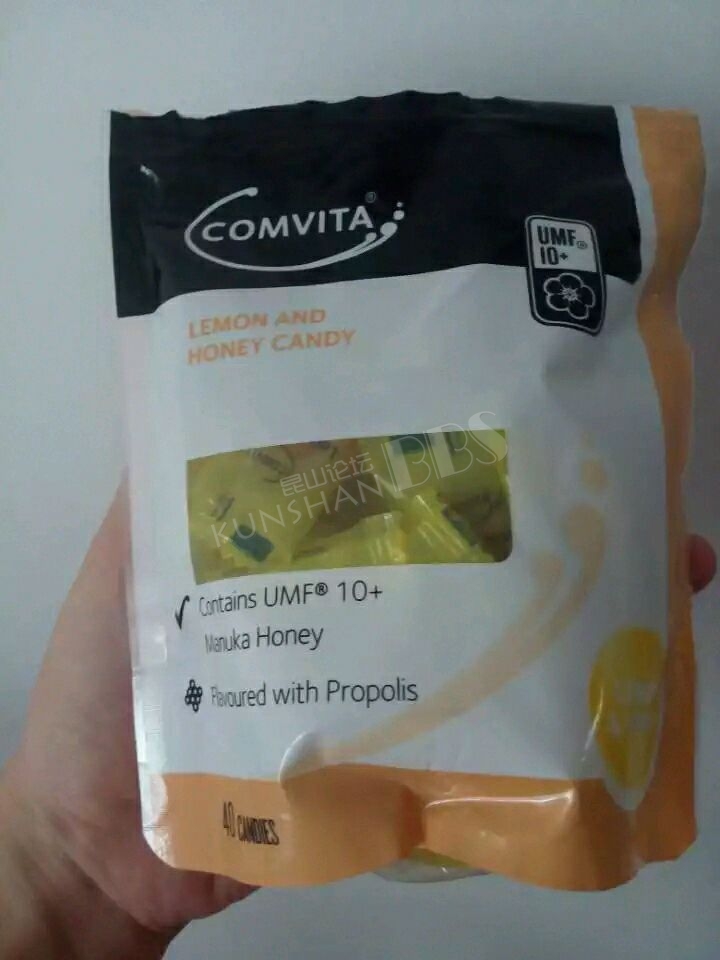 COMVITA®
UMF®
10+
LEMON AND
HONEY CANDY
昆山论坛
KUNSHAN BBS
Contains UMF® 10+
Manuka Honey
Flavoured with Propolis
40 CANDIES